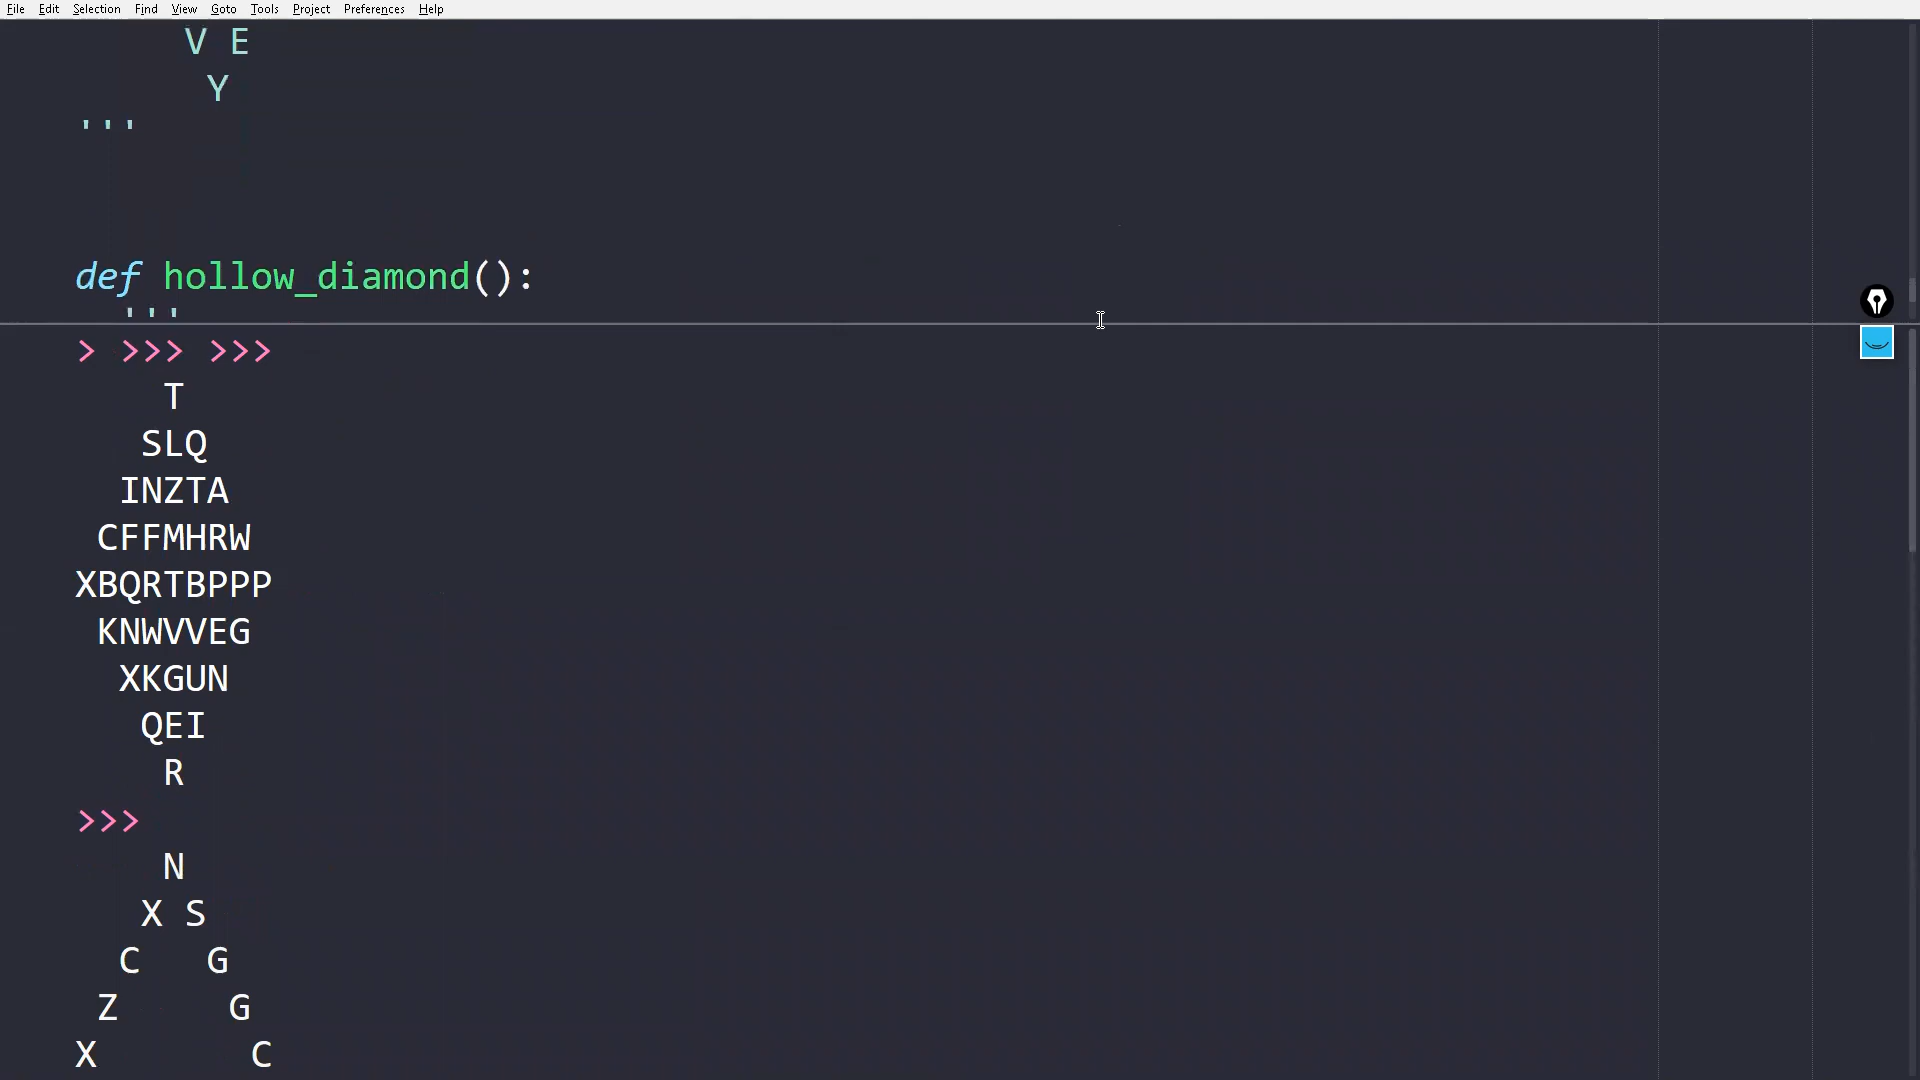 File Edit Selection Find View Goto Tools Project Preferences Help
        V E
         Y
'''
def hollow_diamond():
    '''
> >>> >>>
    T
   SLQ
  INZTA
 CFFMHRW
XBQRTBPPP
 KNWVVEG
  XKGUN
   QEI
    R
>>>
    N
   X S
  C   G
 Z     G
X       C